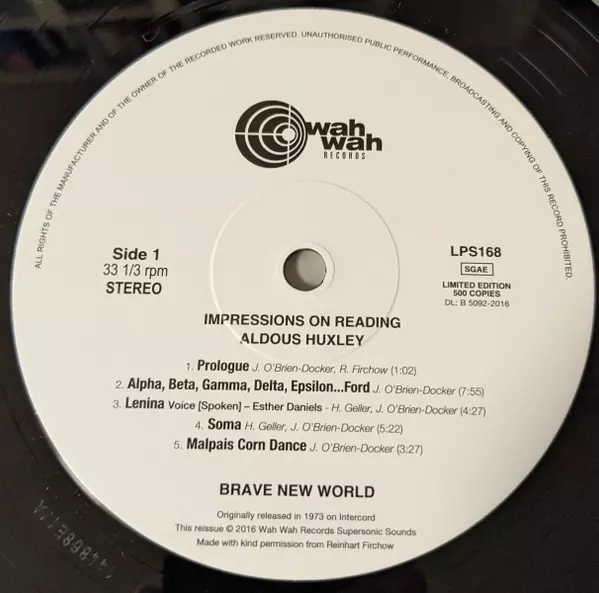 ALL RIGHTS OF THE MANUFACTURER AND OF THE OWNER OF THE RECORDED WORK RESERVED. UNAUTHORISED PUBLIC PERFORMANCE, BROADCASTING AND COPYING OF THIS RECORD PROHIBITED.
wah
wah
RECORDS
Side 1
33 1/3 rpm
STEREO
LPS168
SGAE
LIMITED EDITION
500 COPIES
DL: B 5092-2016
IMPRESSIONS ON READING
ALDOUS HUXLEY
1. Prologue J. O'Brien-Docker, R. Firchow (1:02)
2. Alpha, Beta, Gamma, Delta, Epsilon...Ford J. O'Brien-Docker (7:55)
3. Lenina Voice [Spoken] – Esther Daniels - H. Geller, J. O'Brien-Docker (4:27)
4. Soma H. Geller, J. O'Brien-Docker (5:22)
5. Malpais Corn Dance J. O'Brien-Docker (3:27)
BRAVE NEW WORLD
Originally released in 1973 on Intercord
This reissue © 2016 Wah Wah Records Supersonic Sounds
Made with kind permission from Reinhart Firchow